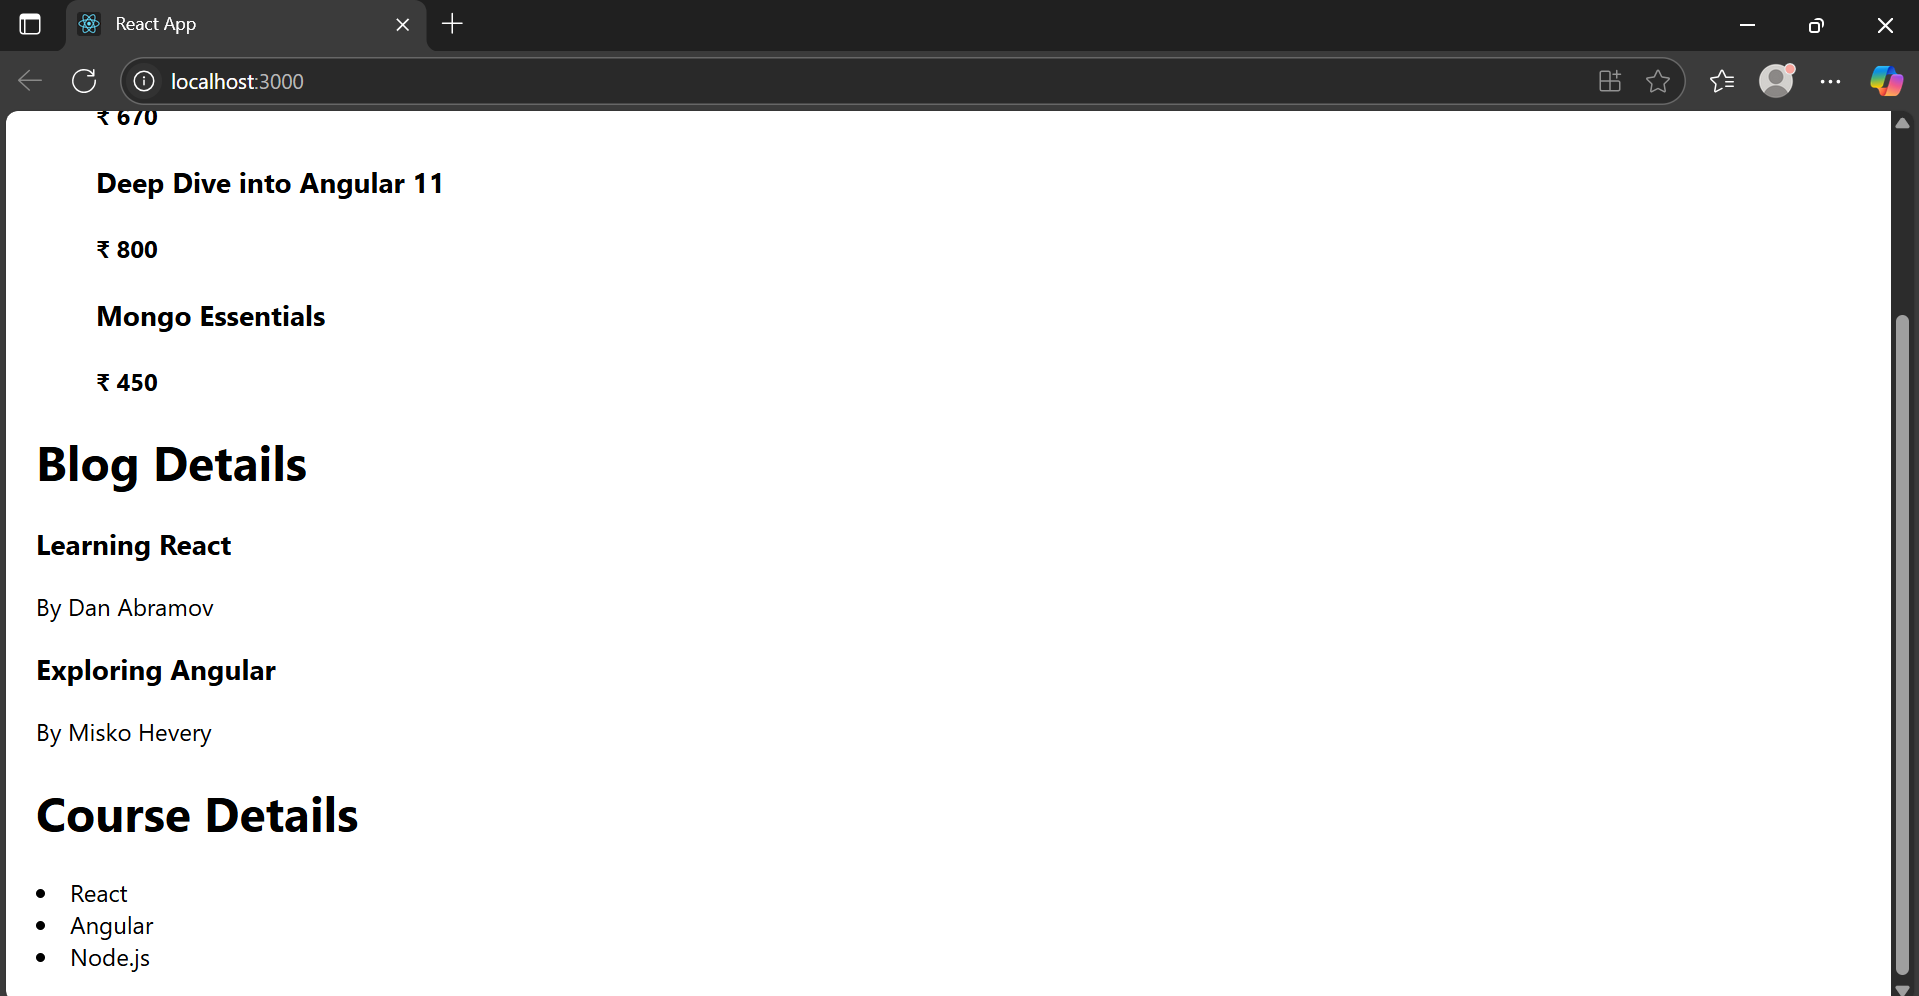 React App
localhost:3000
₹ 670
Deep Dive into Angular 11
₹ 800
Mongo Essentials
₹ 450
Blog Details
Learning React
By Dan Abramov
Exploring Angular
By Misko Hevery
Course Details
• React
• Angular
• Node.js